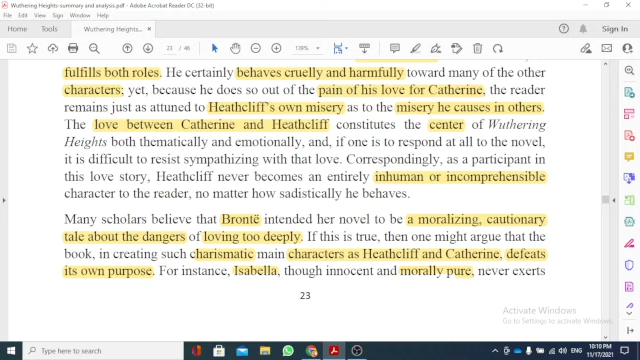 Wuthering Heights-summary and analysis.pdf - Adobe Acrobat Reader DC (32-bit)
File Edit View Sign Window Help
Home Tools Wuthering Heights-... × Sign In
23 / 46 139%
fulfills both roles. He certainly behaves cruelly and harmfully toward many of the other
characters; yet, because he does so out of the pain of his love for Catherine, the reader
remains just as attuned to Heathcliff's own misery as to the misery he causes in others.
The love between Catherine and Heathcliff constitutes the center of Wuthering
Heights both thematically and emotionally, and, if one is to respond at all to the novel,
it is difficult to resist sympathizing with that love. Correspondingly, as a participant in
this love story, Heathcliff never becomes an entirely inhuman or incomprehensible
character to the reader, no matter how sadistically he behaves.
Many scholars believe that Brontë intended her novel to be a moralizing, cautionary
tale about the dangers of loving too deeply. If this is true, then one might argue that the
book, in creating such charismatic main characters as Heathcliff and Catherine, defeats
its own purpose. For instance, Isabella, though innocent and morally pure, never exerts
23
Activate Windows
Go to Settings to activate Windows.
Type here to search
ENG
10:10 PM
11/17/2021